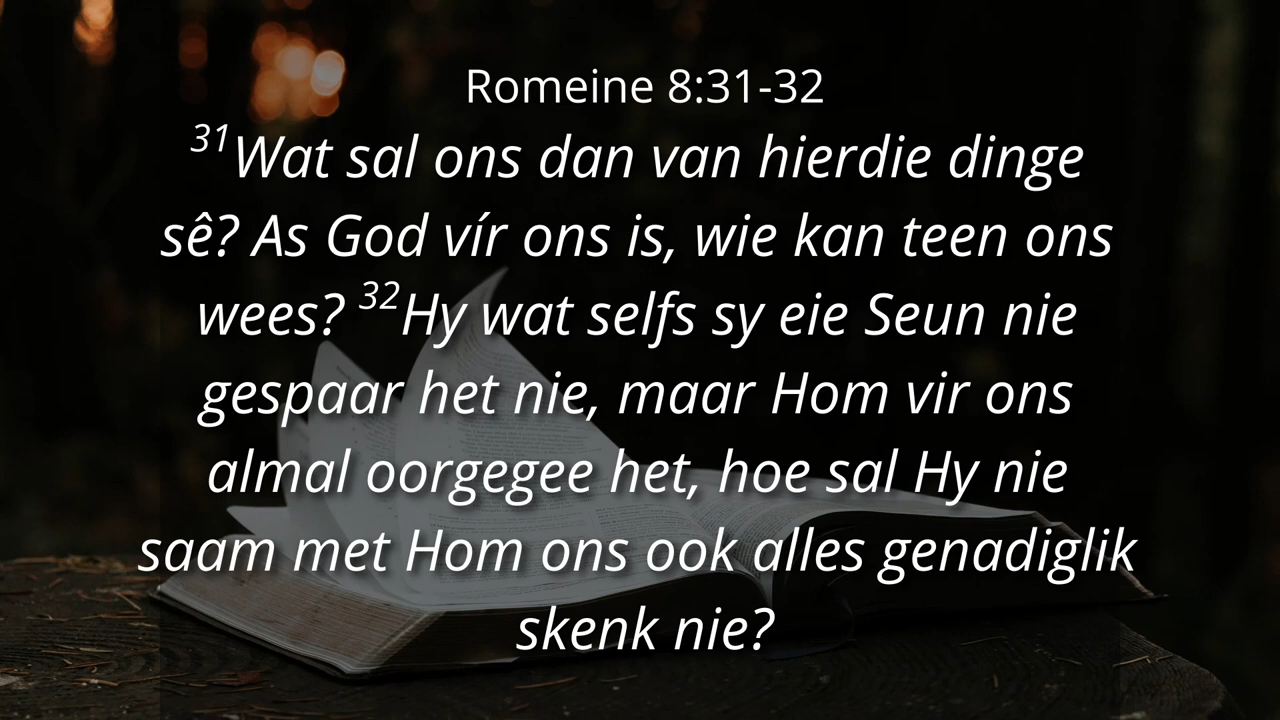 Romeine 8:31-32
³¹Wat sal ons dan van hierdie dinge
sê? As God vír ons is, wie kan teen ons
wees? ³²Hy wat selfs sy eie Seun nie
gespaar het nie, maar Hom vir ons
almal oorgegee het, hoe sal Hy nie
saam met Hom ons ook alles genadiglik
skenk nie?